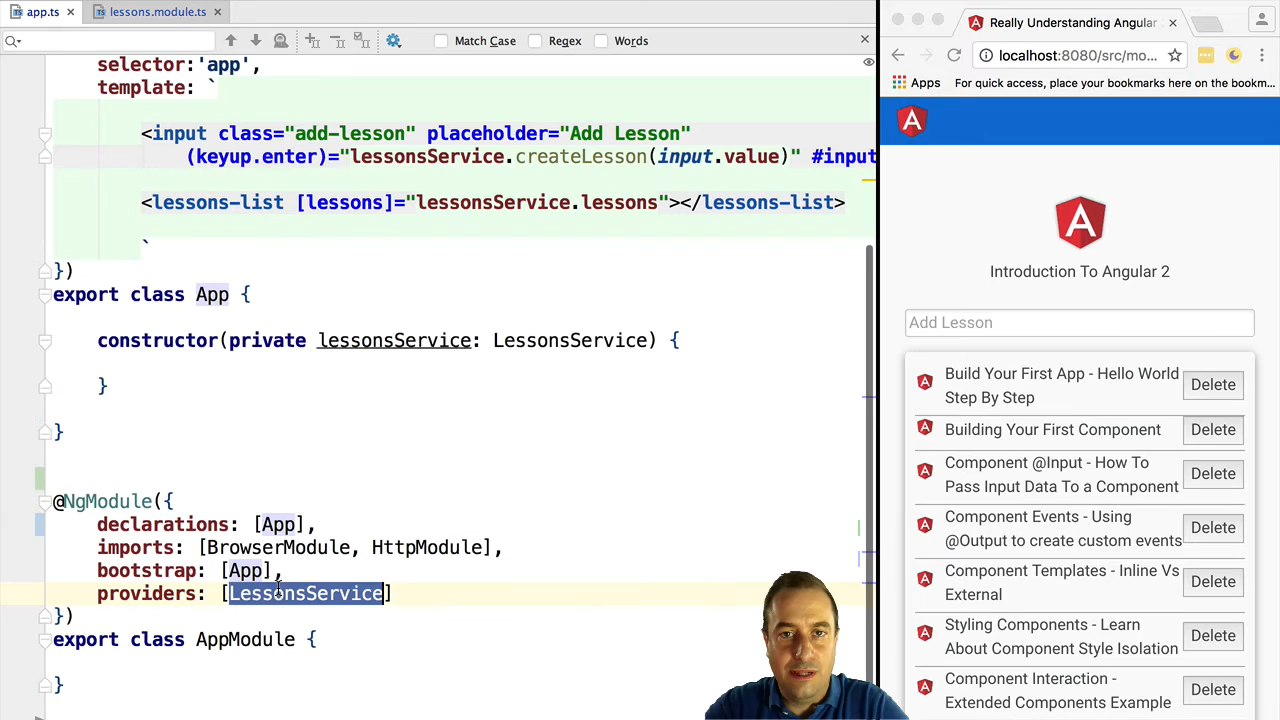 app.ts
lessons.module.ts
Match Case
Regex
Words
selector:'app',
template: `
<input class="add-lesson" placeholder="Add Lesson"
(keyup.enter)="lessonsService.createLesson(input.value)" #input
<lessons-list [lessons]="lessonsService.lessons"></lessons-list>
`
})
export class App {
constructor(private lessonsService: LessonsService) {
}
}
@NgModule({
declarations: [App],
imports: [BrowserModule, HttpModule],
bootstrap: [App],
providers: [LessonsService]
})
export class AppModule {
}
Really Understanding Angular
localhost:8080/src/mo...
Apps
For quick access, place your bookmarks here on the bookm...
Introduction To Angular 2
Add Lesson
Build Your First App - Hello World
Step By Step
Delete
Building Your First Component
Delete
Component @Input - How To
Pass Input Data To a Component
Delete
Component Events - Using
@Output to create custom events
Delete
Component Templates - Inline Vs
External
Delete
Styling Components - Learn
About Component Style Isolation
Delete
Component Interaction -
Extended Components Example
Delete